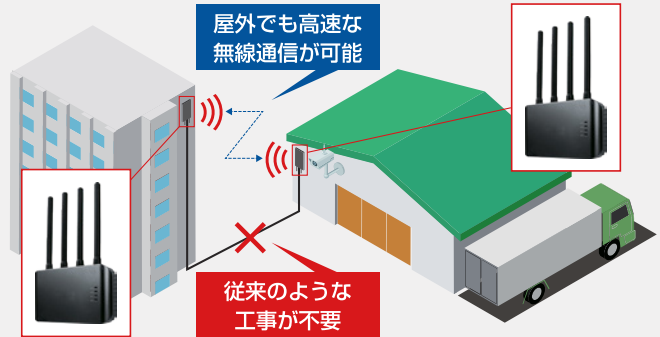 屋外でも高速な
無線通信が可能
従来のような
工事が不要